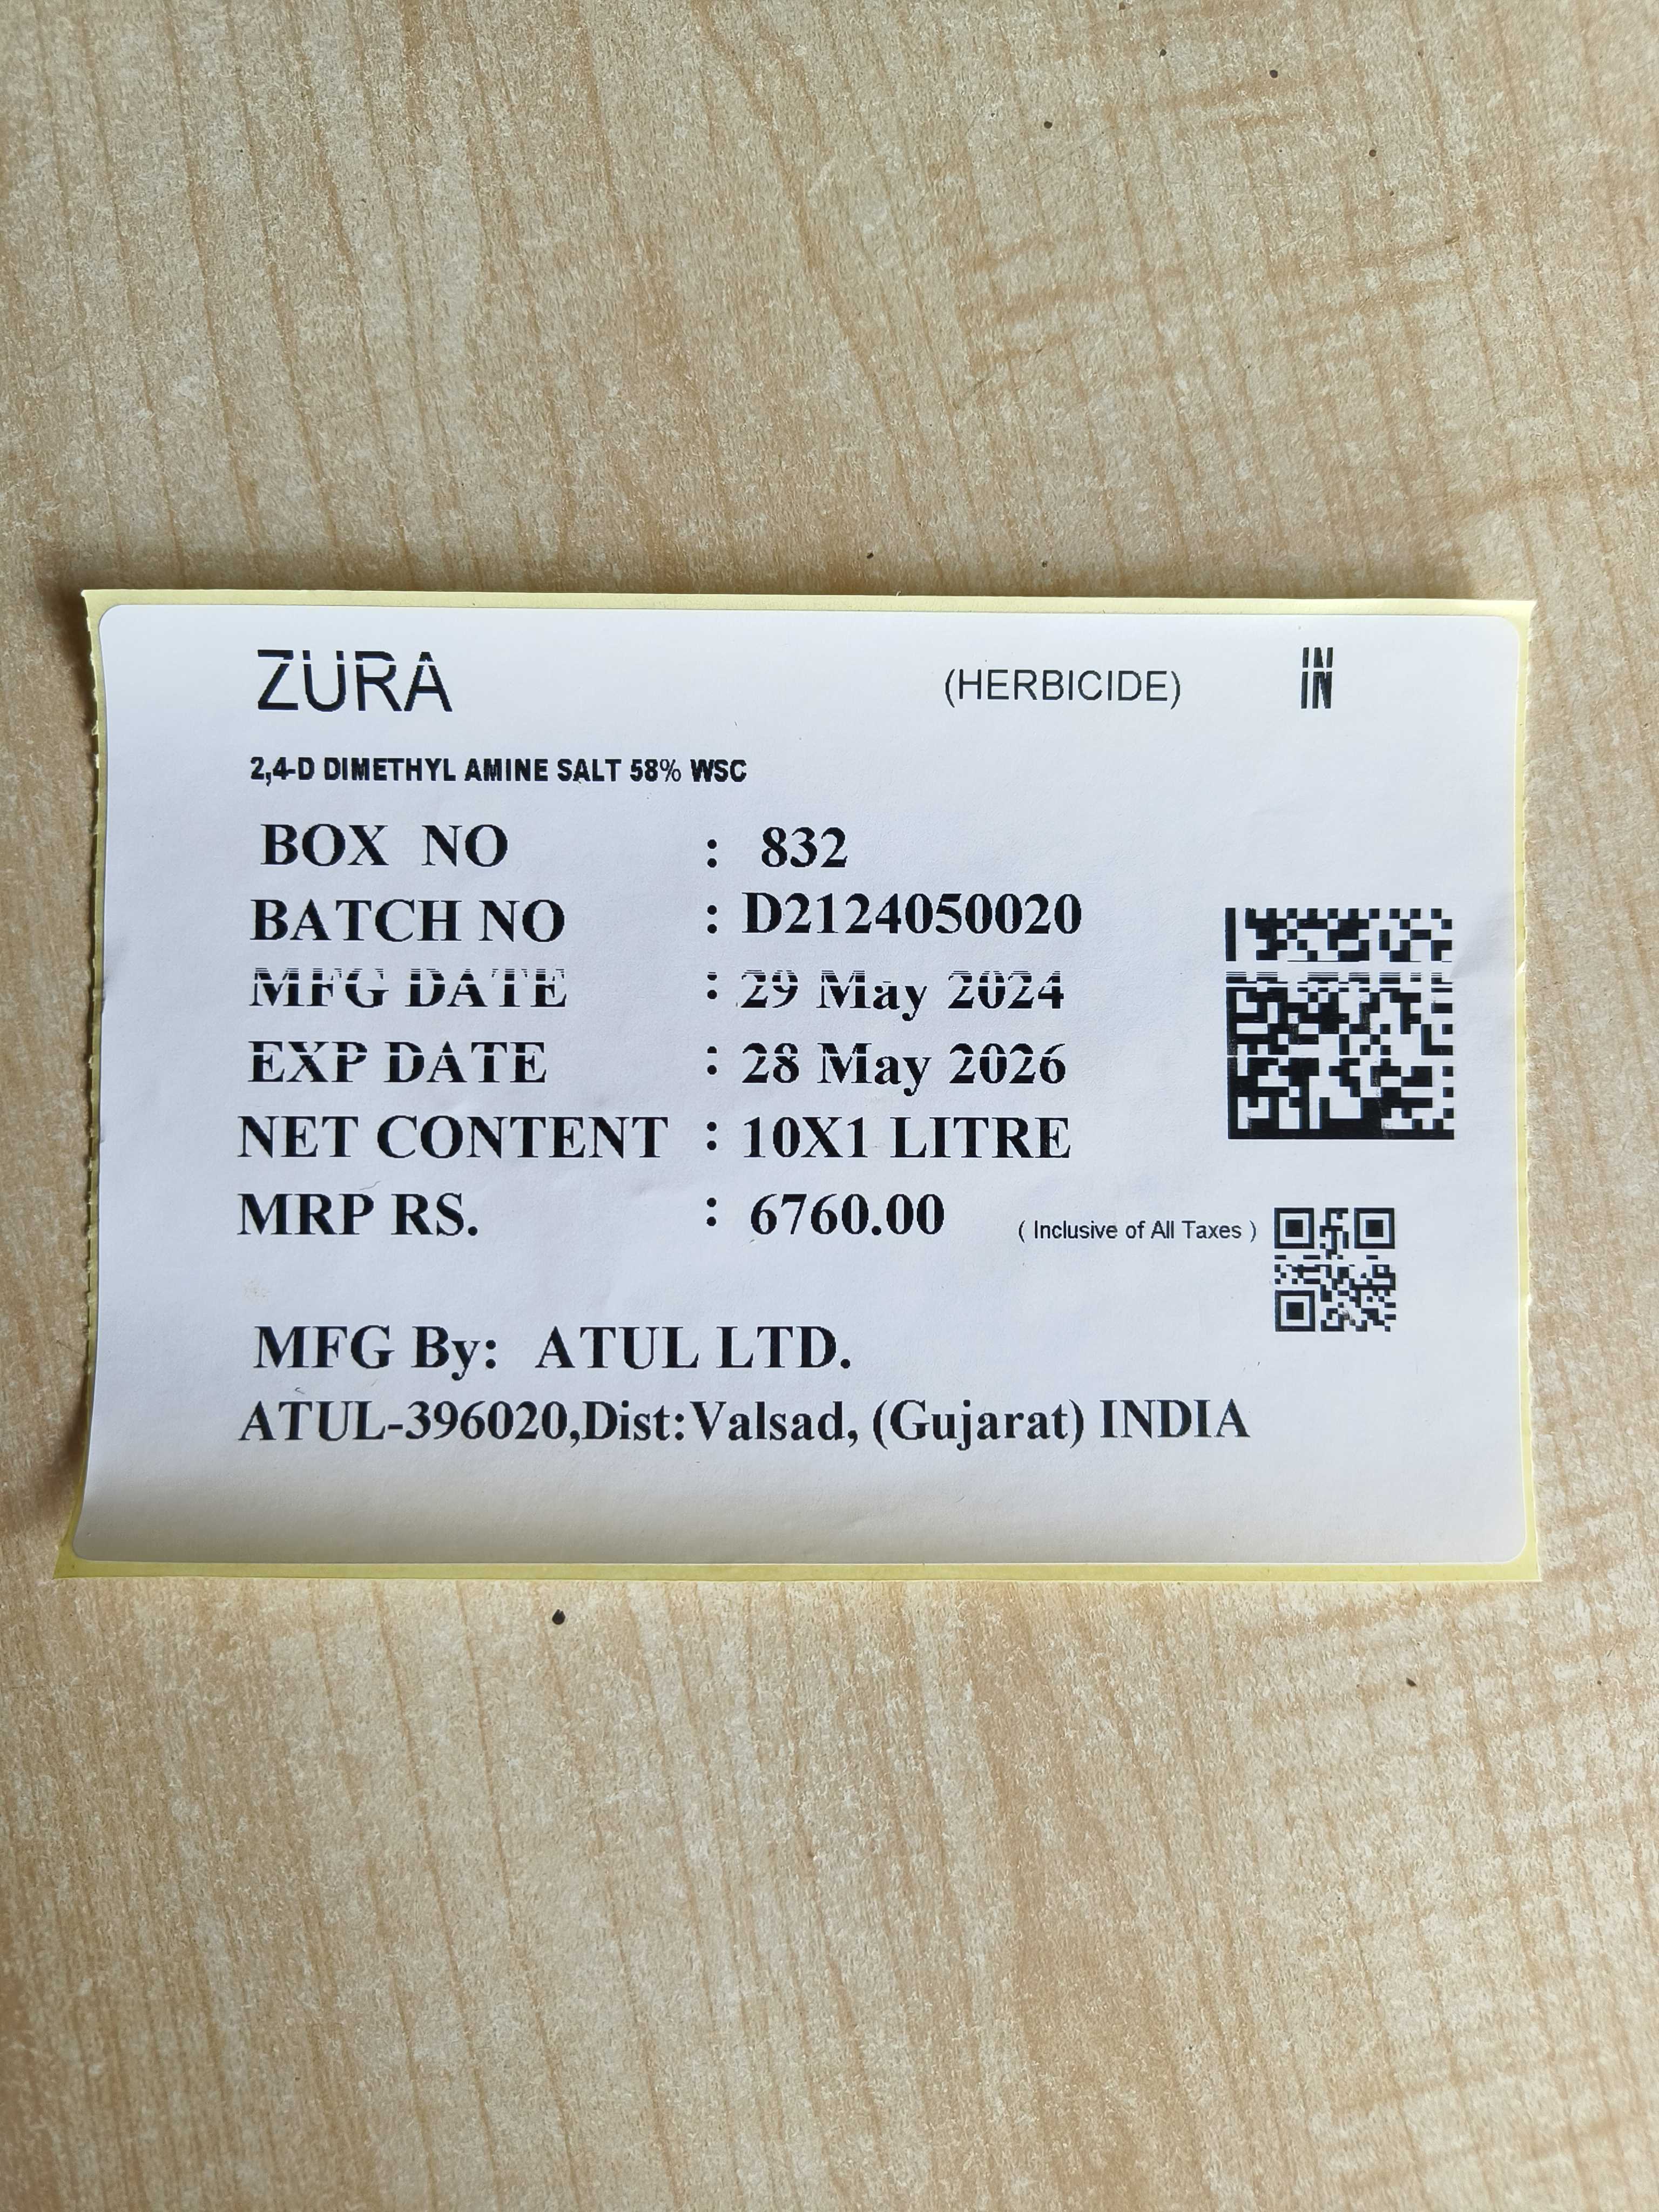 ZURA (HERBICIDE) IN
2,4-D DIMETHYL AMINE SALT 58% WSC
BOX NO : 832
BATCH NO : D2124050020
MFG DATE : 29 May 2024
EXP DATE : 28 May 2026
NET CONTENT : 10X1 LITRE
MRP RS. : 6760.00 ( Inclusive of All Taxes )
MFG By: ATUL LTD.
ATUL-396020,Dist:Valsad, (Gujarat) INDIA